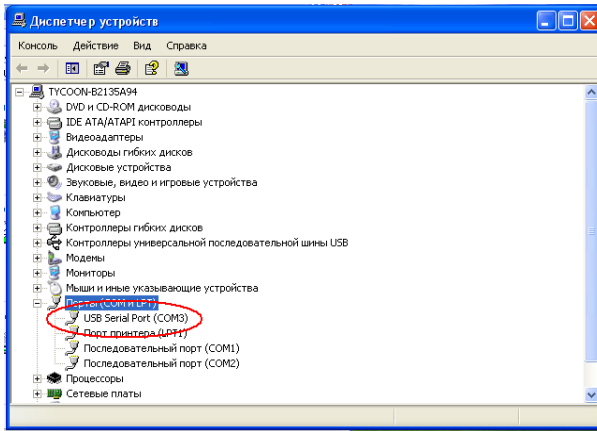 Диспетчер устройств
Консоль Действие Вид Справка
TYCOON-B2135A94
DVD и CD-ROM дисководы
IDE ATA/ATAPI контроллеры
Видеоадаптеры
Дисководы гибких дисков
Дисковые устройства
Звуковые, видео и игровые устройства
Клавиатуры
Компьютер
Контроллеры гибких дисков
Контроллеры универсальной последовательной шины USB
Модемы
Мониторы
Мыши и иные указывающие устройства
Порты (COM и LPT)
USB Serial Port (COM3)
Порт принтера (LPT1)
Последовательный порт (COM1)
Последовательный порт (COM2)
Процессоры
Сетевые платы